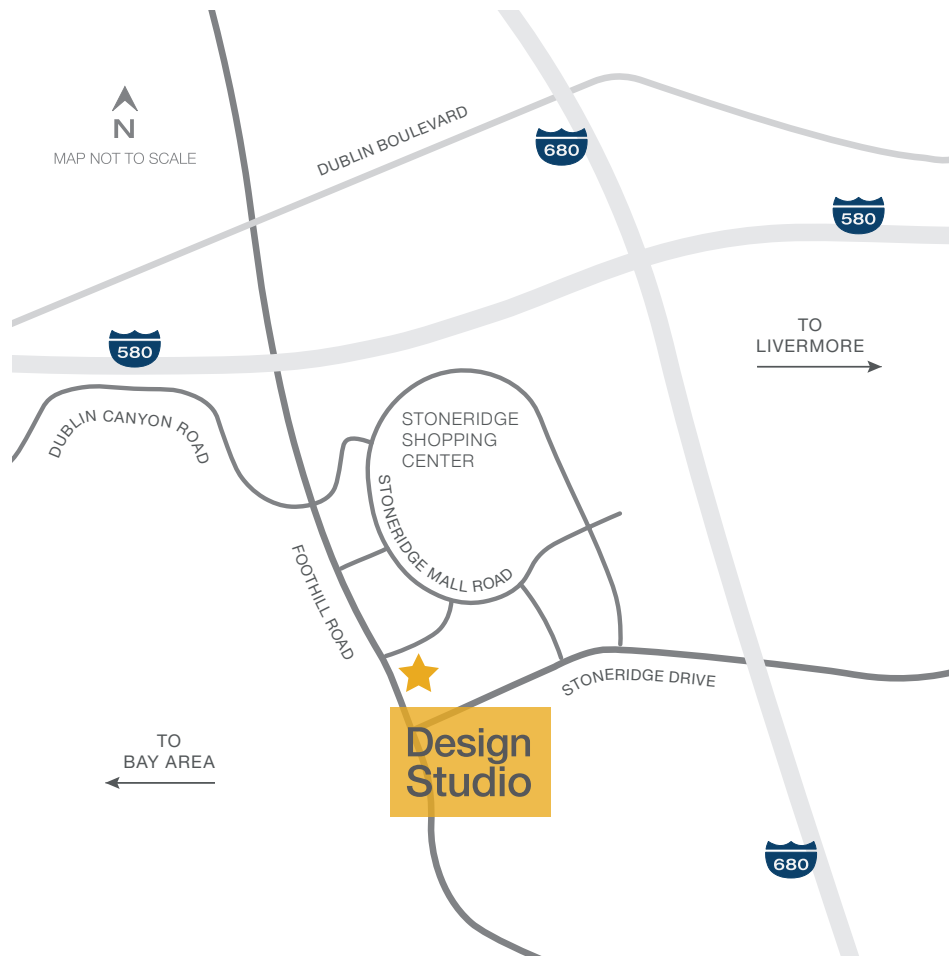 N
MAP NOT TO SCALE
DUBLIN BOULEVARD
680
580
580
TO
LIVERMORE
DUBLIN CANYON ROAD
STONERIDGE
SHOPPING
CENTER
STONERIDGE MALL ROAD
FOOTHILL ROAD
STONERIDGE DRIVE
TO
BAY AREA
Design
Studio
680